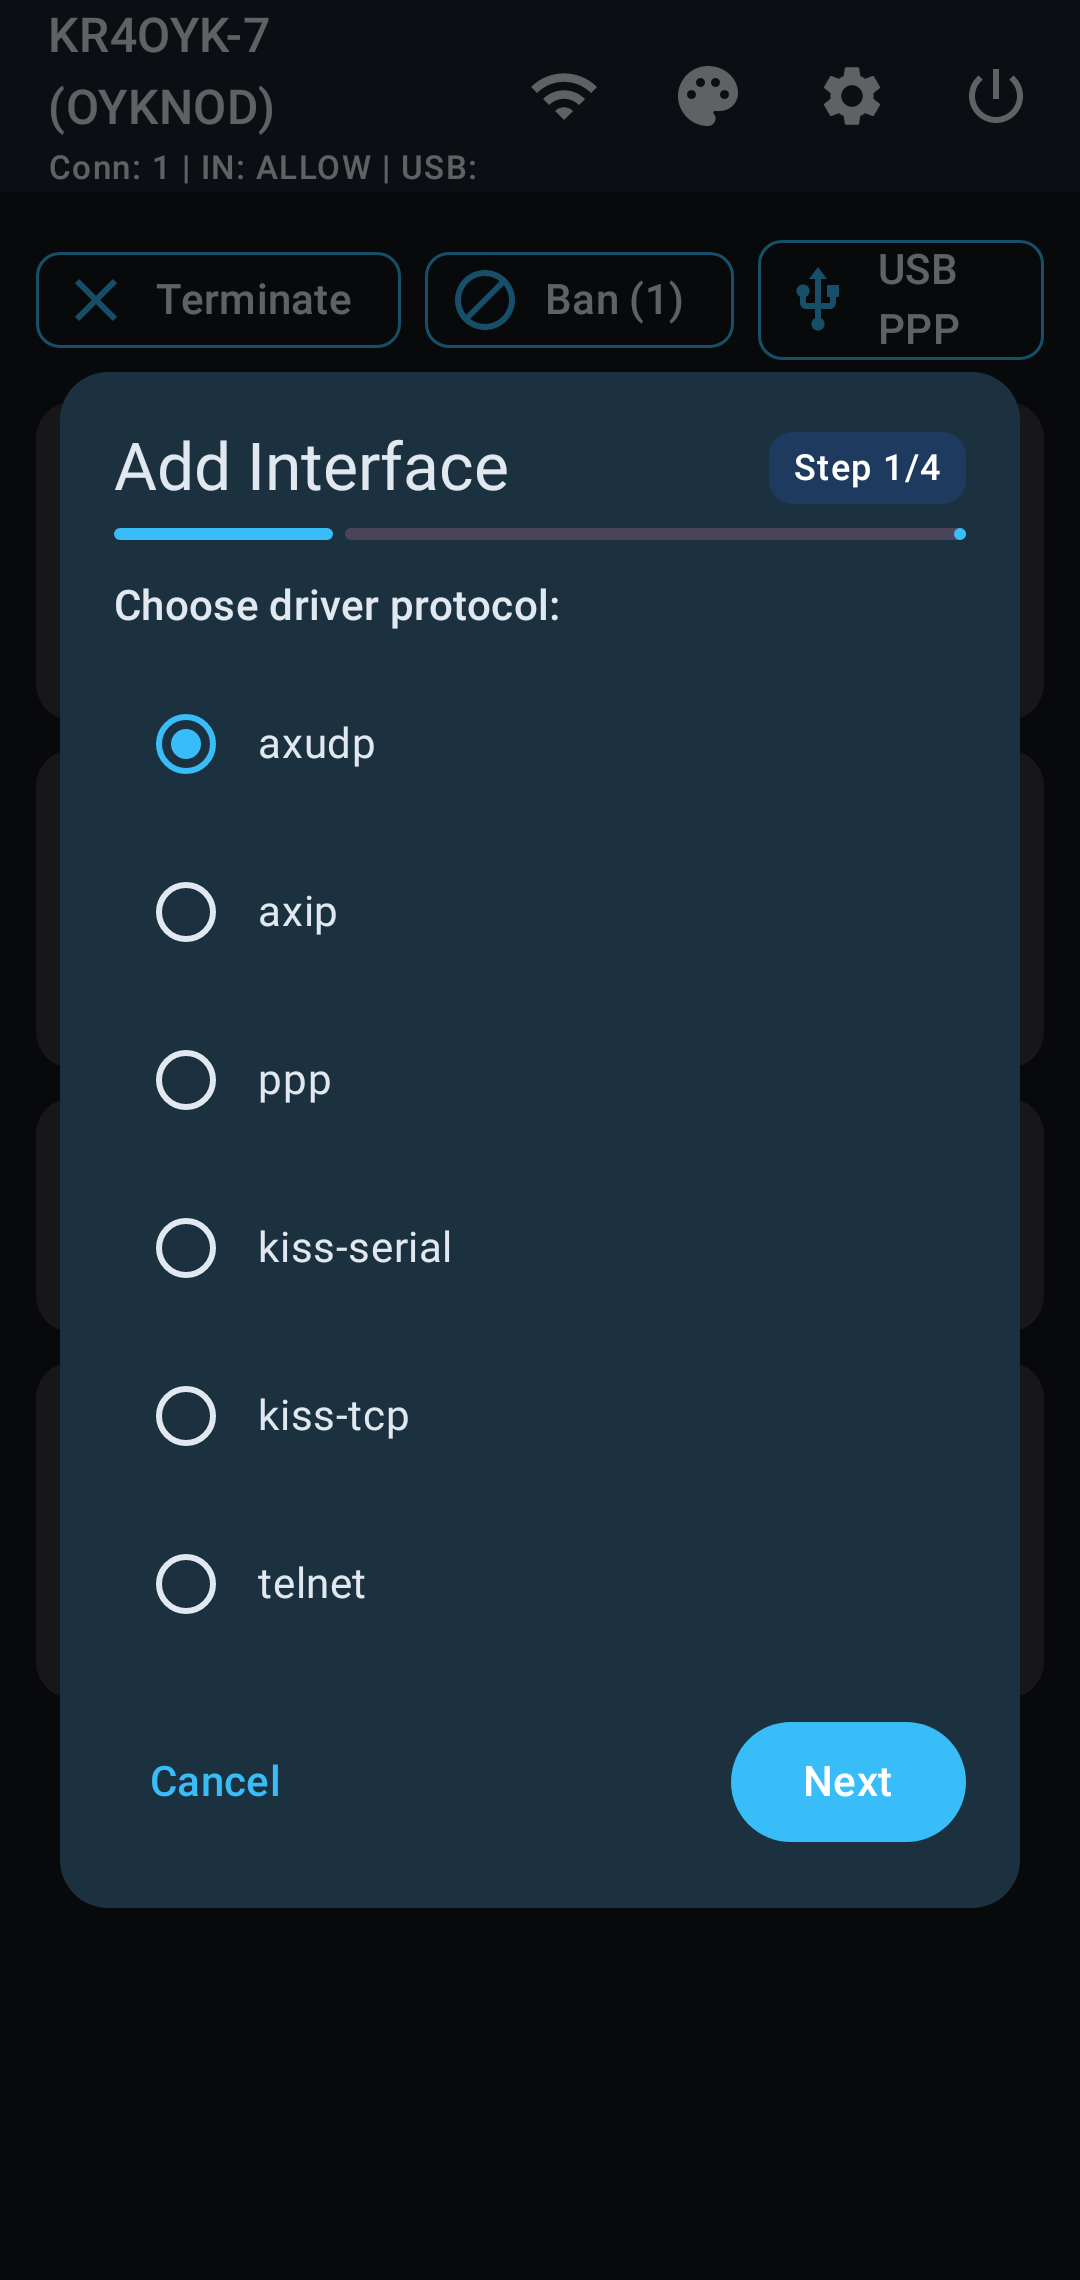 KR4OYK-7
(OYKNOD)
Conn: 1 | IN: ALLOW | USB:
Terminate
Ban (1)
USB
PPP
Add Interface
Step 1/4
Choose driver protocol:
axudp
axip
ppp
kiss-serial
kiss-tcp
telnet
Cancel
Next